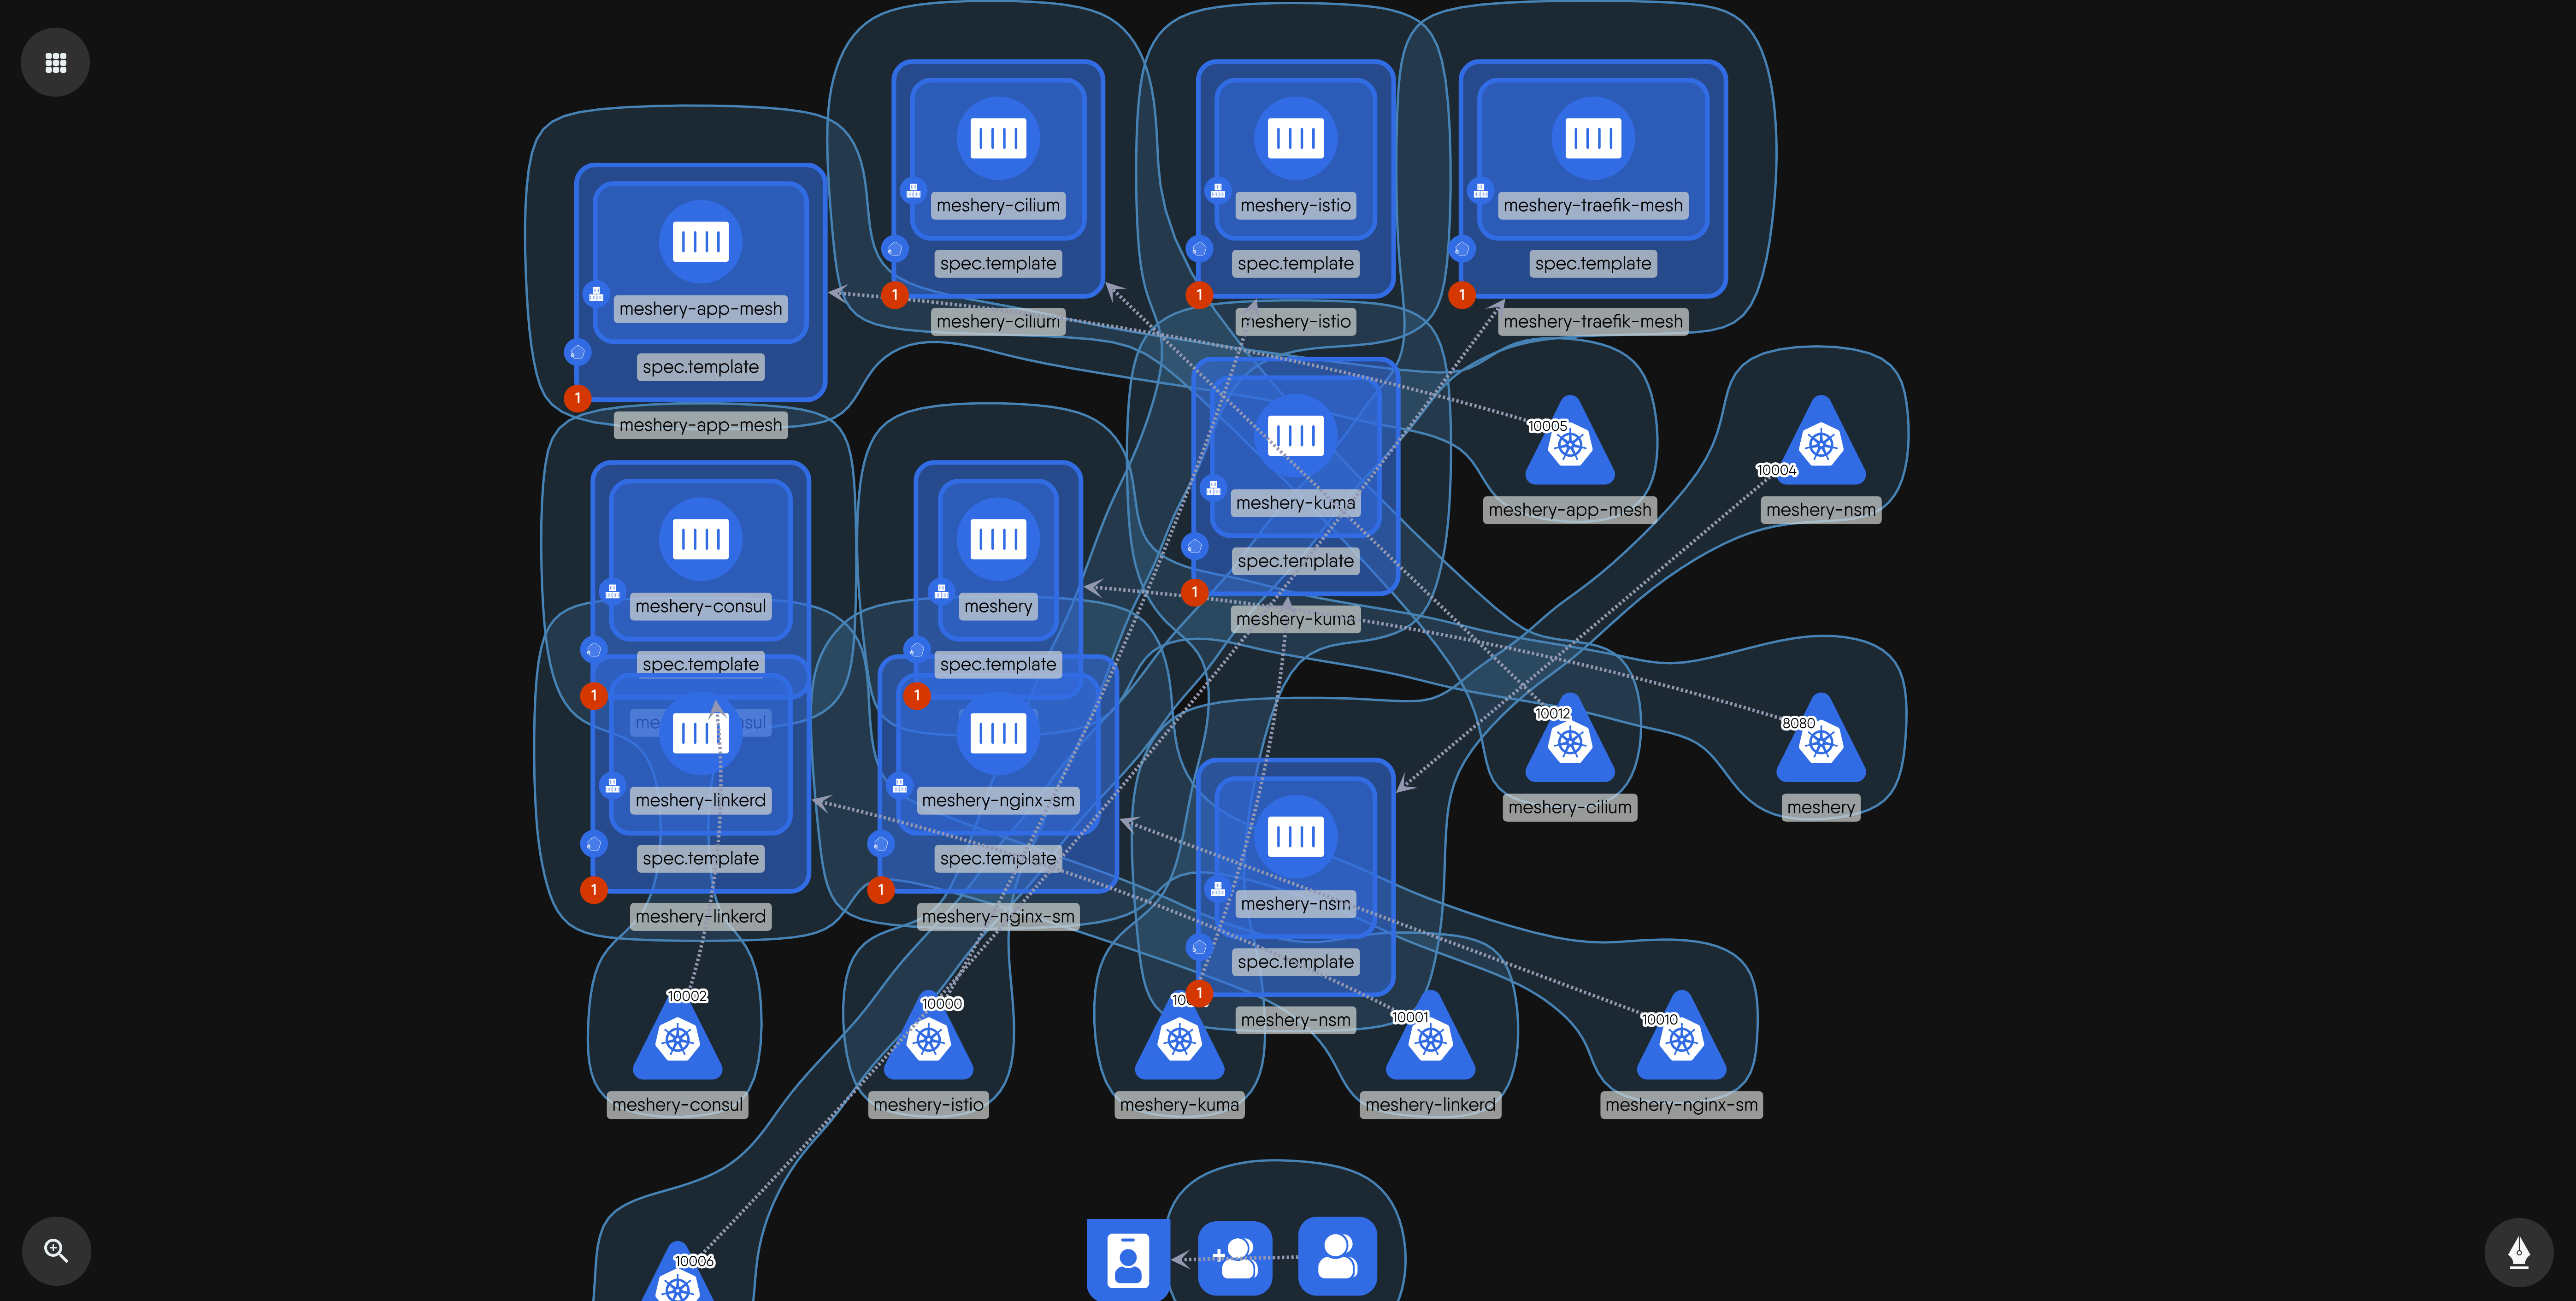 meshery-cilium
meshery-istio
meshery-traefik-mesh
spec.template
spec.template
spec.template
1
1
1
meshery-cilium
meshery-istio
meshery-traefik-mesh
meshery-app-mesh
spec.template
1
meshery-app-mesh
10005
meshery-app-mesh
10004
meshery-nsm
meshery-kuma
spec.template
1
meshery-kuma
meshery-consul
spec.template
1
meshery
spec.template
1
10012
meshery-cilium
8080
meshery
meshery-linkerd
spec.template
1
meshery-linkerd
meshery-nginx-sm
spec.template
1
meshery-nginx-sm
meshery-nsm
spec.template
1
meshery-nsm
10002
meshery-consul
10000
meshery-istio
meshery-kuma
10001
meshery-linkerd
10010
meshery-nginx-sm
10006